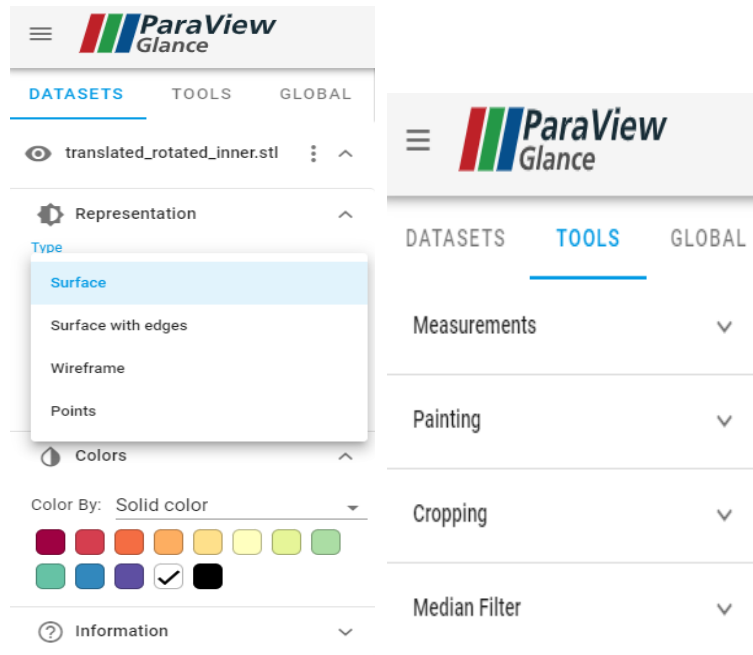 ParaView
Glance
DATASETS TOOLS GLOBAL
translated_rotated_inner.stl
Representation
Type
Surface
Surface with edges
Wireframe
Points
Colors
Color By: Solid color
Information
ParaView
Glance
DATASETS TOOLS GLOBAL
Measurements
Painting
Cropping
Median Filter